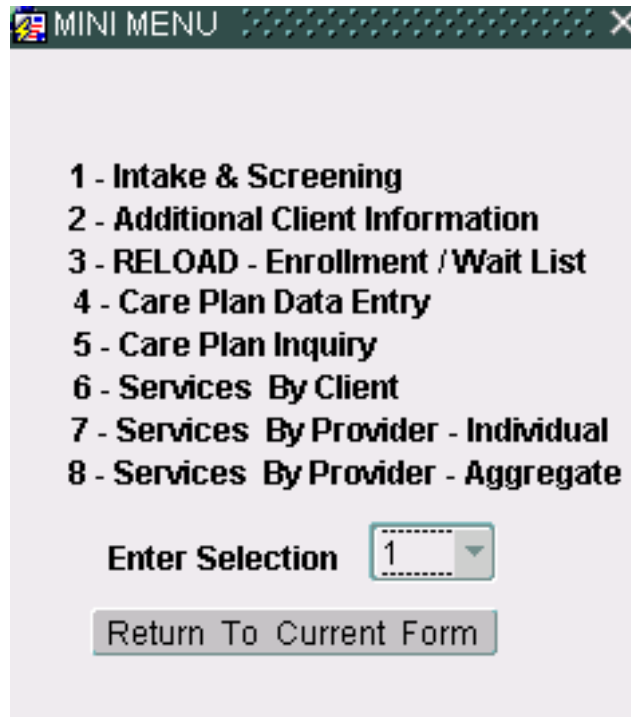 MINI MENU
1 - Intake & Screening
2 - Additional Client Information
3 - RELOAD - Enrollment / Wait List
4 - Care Plan Data Entry
5 - Care Plan Inquiry
6 - Services By Client
7 - Services By Provider - Individual
8 - Services By Provider - Aggregate
Enter Selection 1
Return To Current Form